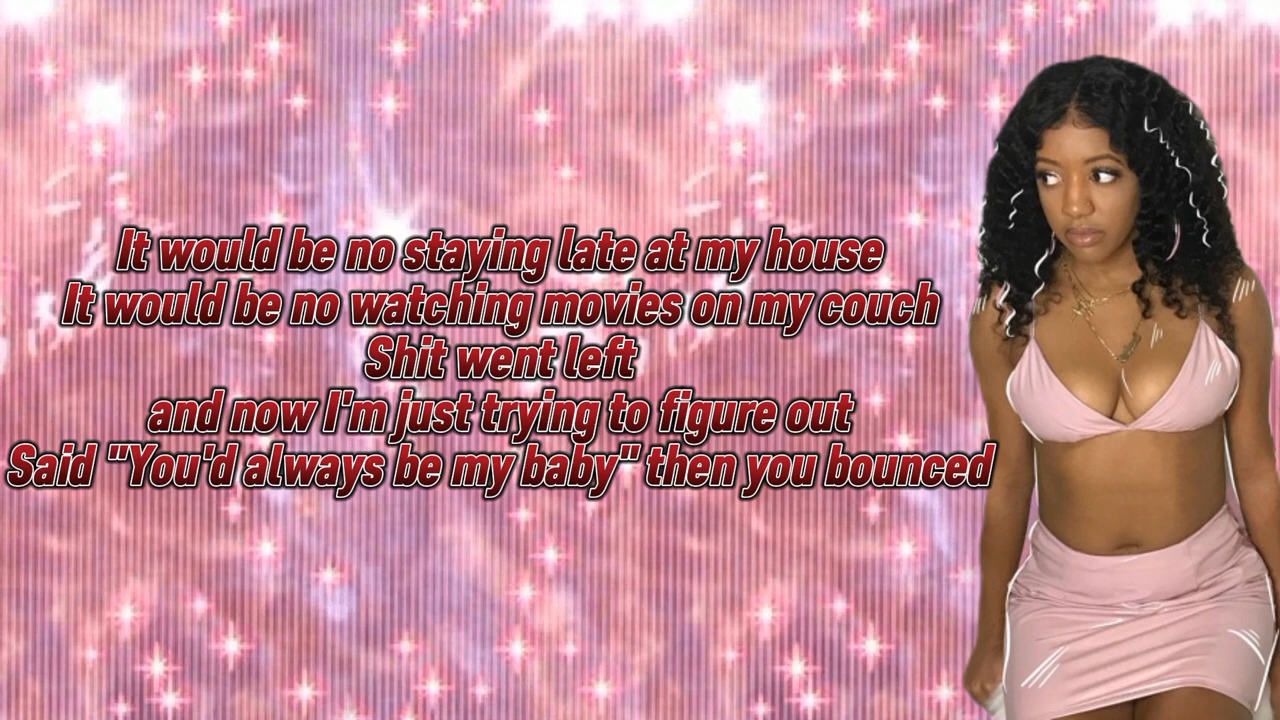 It would be no staying late at my house
It would be no watching movies on my couch
Shit went left
and now I'm just trying to figure out
Said "You'd always be my baby" then you bounced